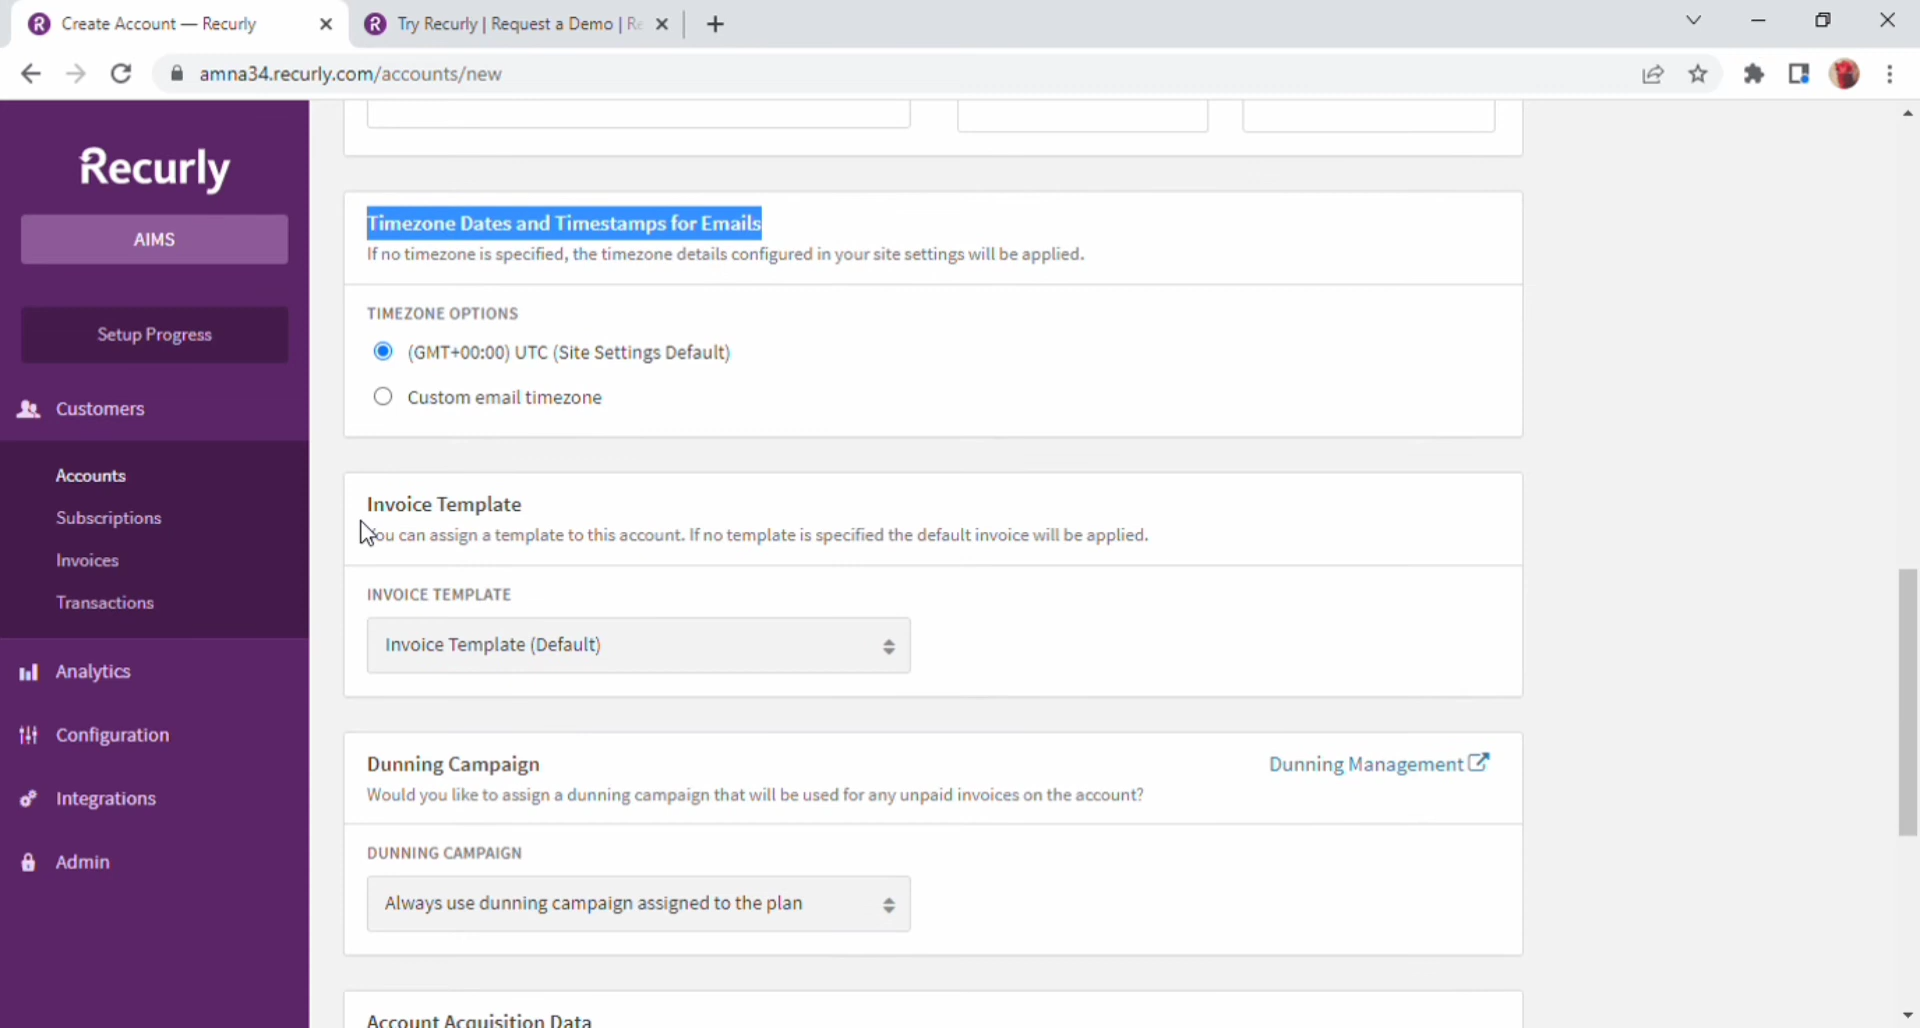 Create Account — Recurly
Try Recurly | Request a Demo | Re
amna34.recurly.com/accounts/new
Recurly
AIMS
Setup Progress
Customers
Accounts
Subscriptions
Invoices
Transactions
Analytics
Configuration
Integrations
Admin
Timezone Dates and Timestamps for Emails
If no timezone is specified, the timezone details configured in your site settings will be applied.
TIMEZONE OPTIONS
(GMT+00:00) UTC (Site Settings Default)
Custom email timezone
Invoice Template
You can assign a template to this account. If no template is specified the default invoice will be applied.
INVOICE TEMPLATE
Invoice Template (Default)
Dunning Campaign
Dunning Management
Would you like to assign a dunning campaign that will be used for any unpaid invoices on the account?
DUNNING CAMPAIGN
Always use dunning campaign assigned to the plan
Account Acquisition Data